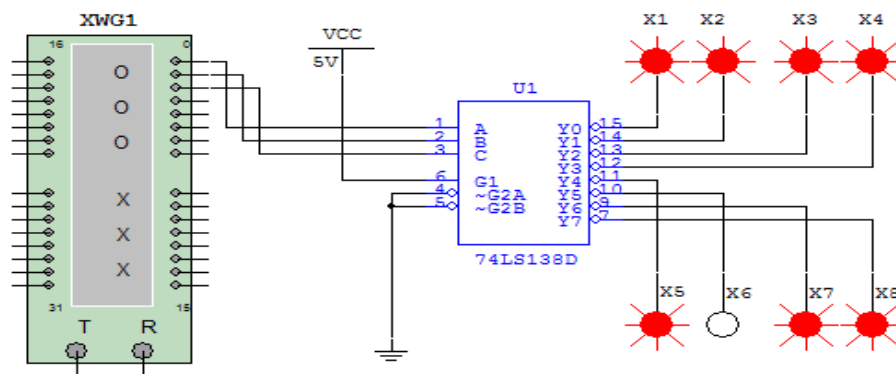 XWG1
16 0
O
O
O
X
X
X
31 15
T R
VCC
5V
U1
1 A Y0 15
2 B Y1 14
3 C Y2 13
Y3 12
6 G1 Y4 11
4 ~G2A Y5 10
5 ~G2B Y6 9
Y7 7
74LS138D
X1 X2 X3 X4
X5 X6 X7 X8